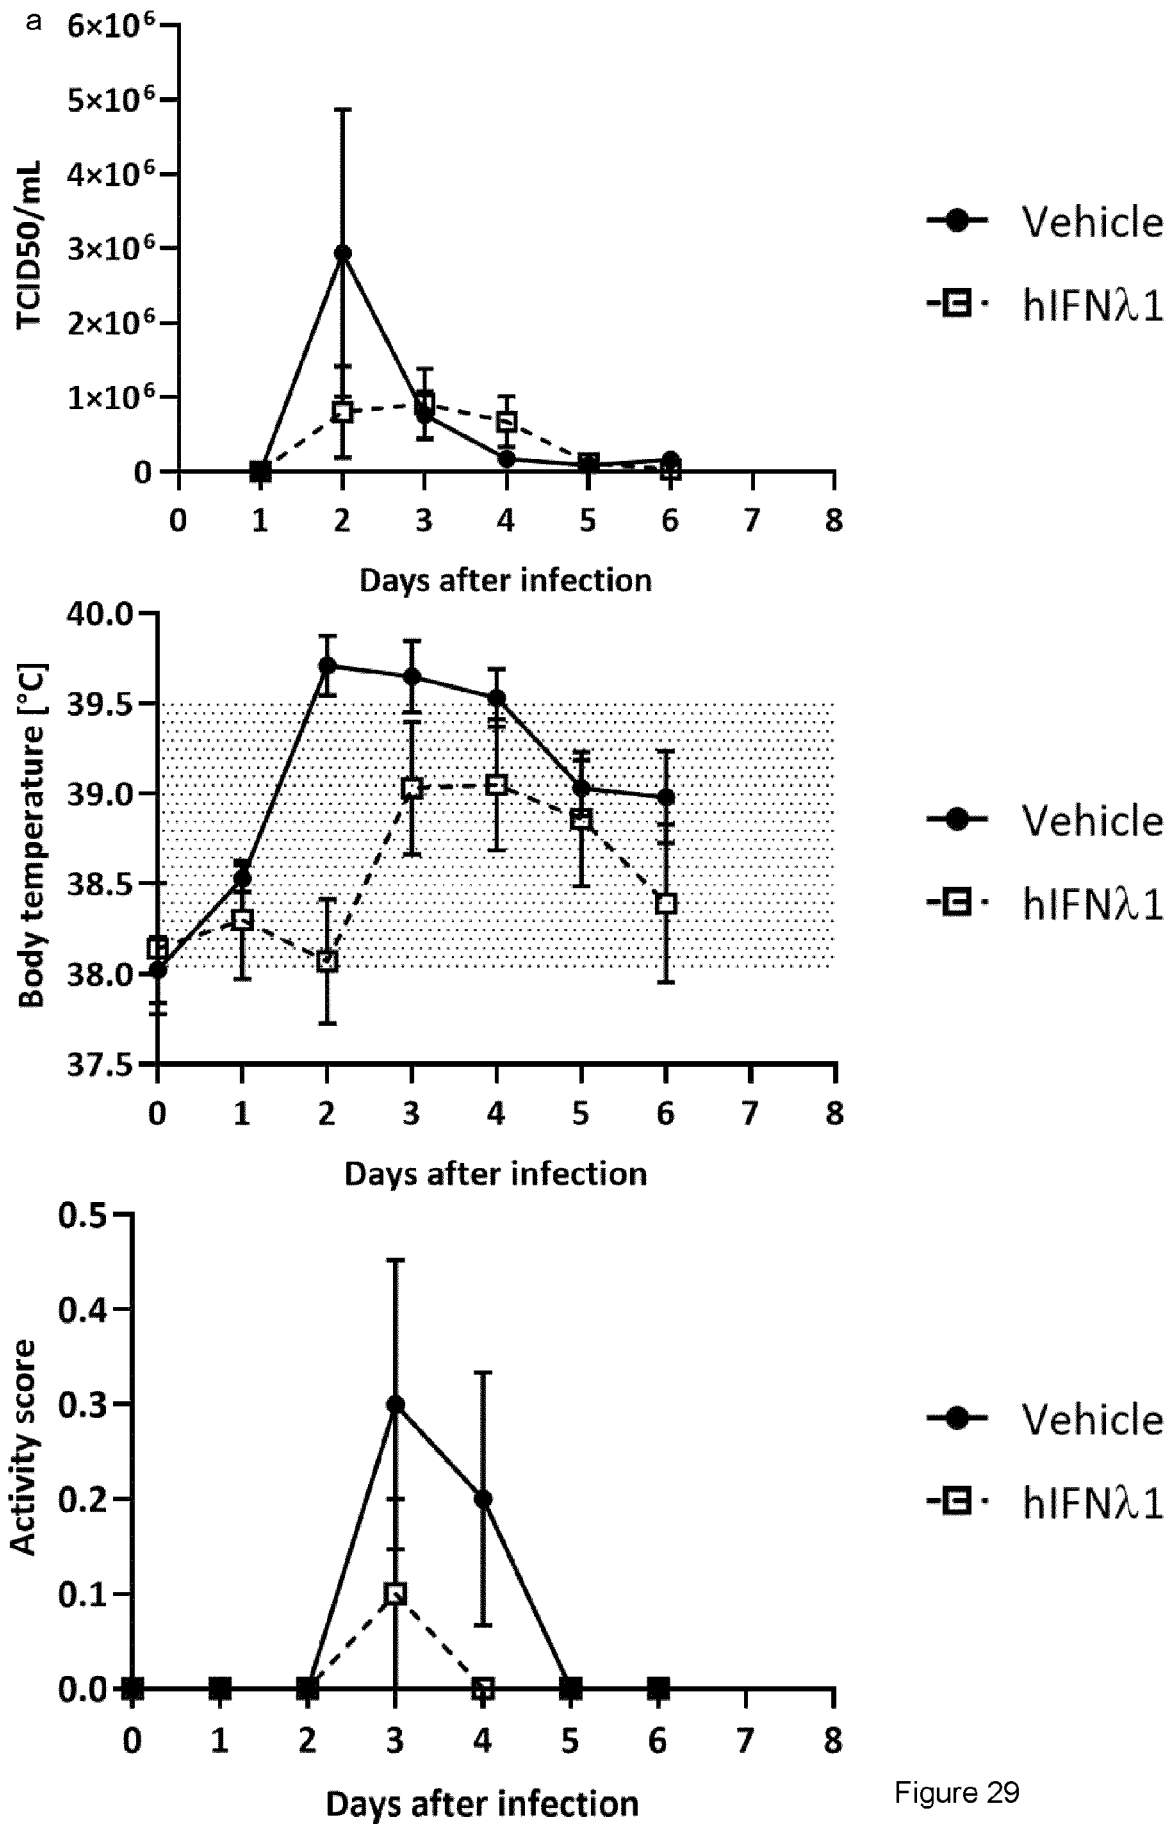 a
6×10⁶
5×10⁶
4×10⁶
3×10⁶
2×10⁶
1×10⁶
0
TCID50/mL
0 1 2 3 4 5 6 7 8
Days after infection
Vehicle
hIFNλ1
40.0
39.5
39.0
38.5
38.0
37.5
Body temperature [°C]
0 1 2 3 4 5 6 7 8
Days after infection
Vehicle
hIFNλ1
0.5
0.4
0.3
0.2
0.1
0.0
Activity score
0 1 2 3 4 5 6 7 8
Days after infection
Vehicle
hIFNλ1
Figure 29